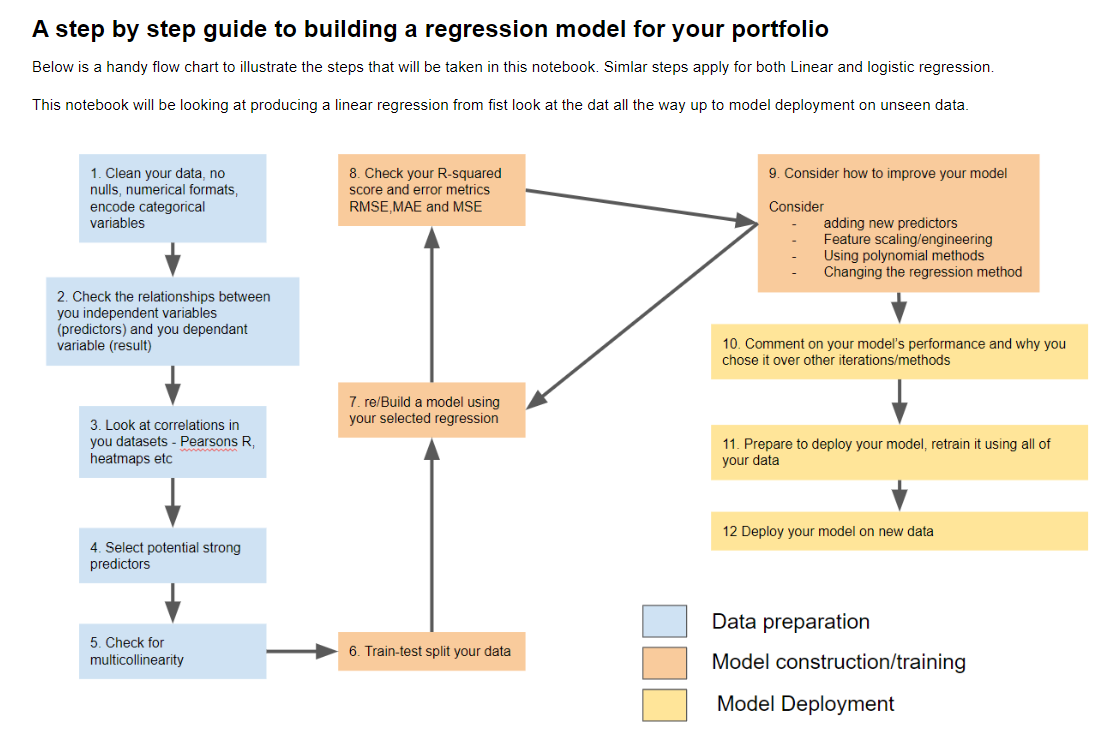 A step by step guide to building a regression model for your portfolio
Below is a handy flow chart to illustrate the steps that will be taken in this notebook. Simlar steps apply for both Linear and logistic regression.
This notebook will be looking at producing a linear regression from fist look at the dat all the way up to model deployment on unseen data.
1. Clean your data, no
nulls, numerical formats,
encode categorical
variables
2. Check the relationships between
you independent variables
(predictors) and you dependant
variable (result)
3. Look at correlations in
you datasets - Pearsons R,
heatmaps etc
4. Select potential strong
predictors
5. Check for
multicollinearity
6. Train-test split your data
7. re/Build a model using
your selected regression
8. Check your R-squared
score and error metrics
RMSE,MAE and MSE
9. Consider how to improve your model
Consider
- adding new predictors
- Feature scaling/engineering
- Using polynomial methods
- Changing the regression method
10. Comment on your model's performance and why you
chose it over other iterations/methods
11. Prepare to deploy your model, retrain it using all of
your data
12 Deploy your model on new data
Data preparation
Model construction/training
Model Deployment